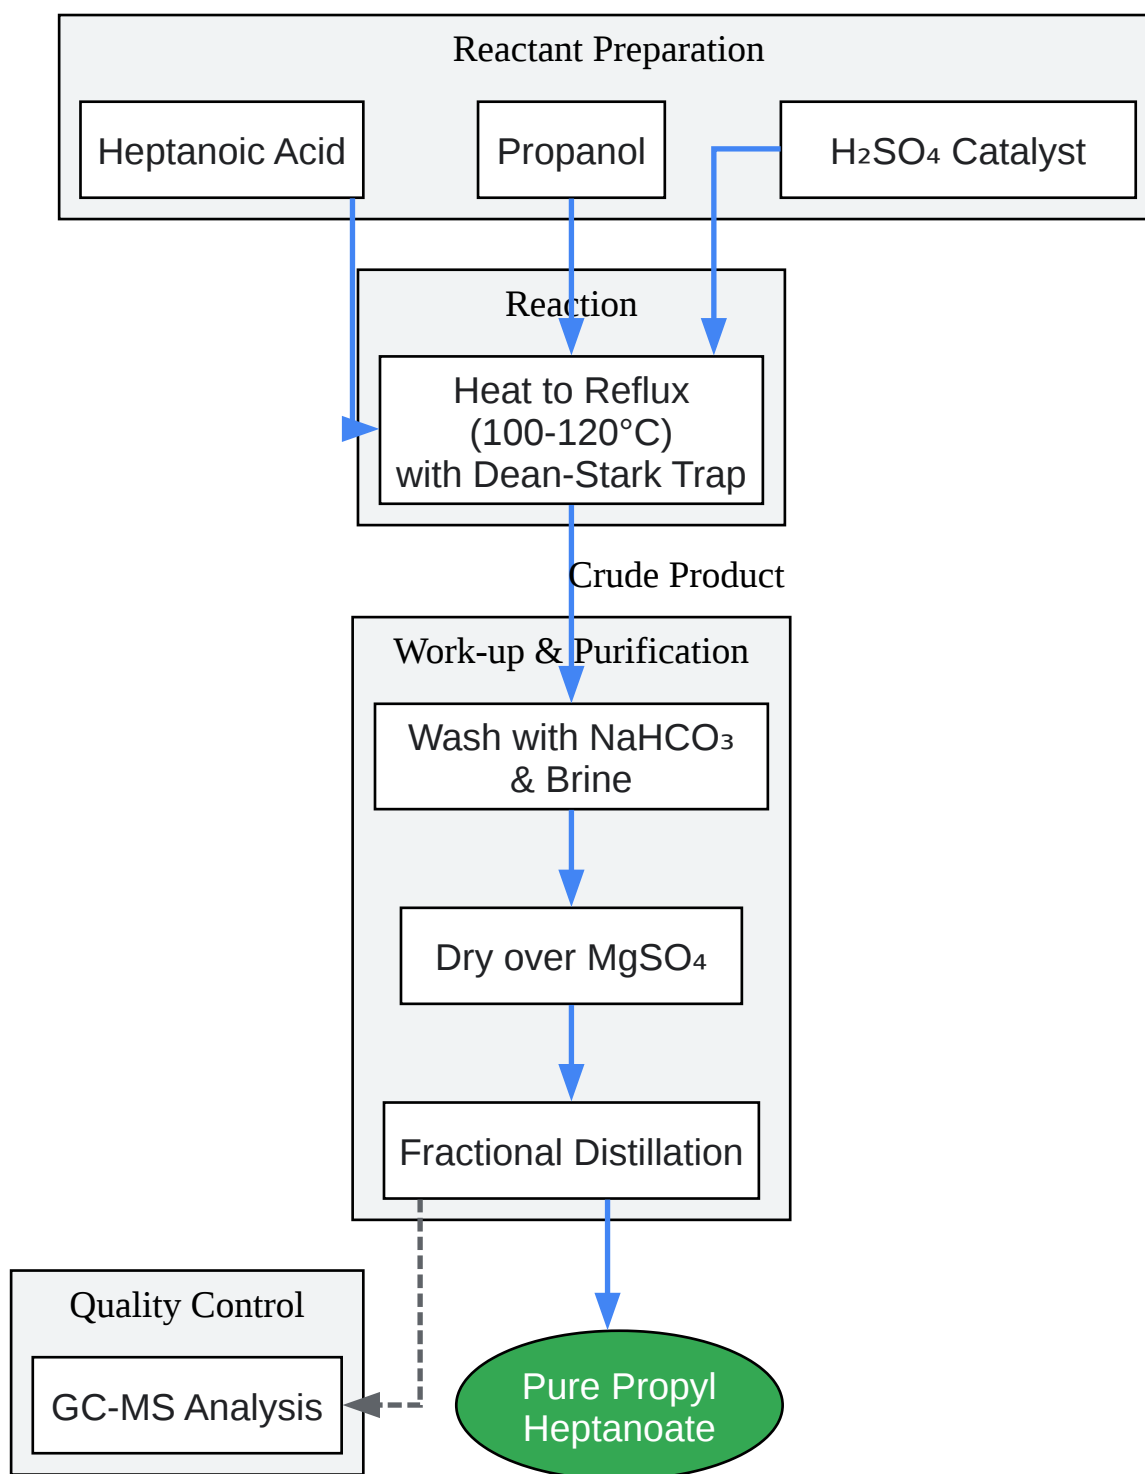 Reactant Preparation
Heptanoic Acid
Propanol
H₂SO₄ Catalyst
Reaction
Heat to Reflux
(100-120°C)
with Dean-Stark Trap
Crude Product
Work-up & Purification
Wash with NaHCO₃
& Brine
Dry over MgSO₄
Fractional Distillation
Quality Control
GC-MS Analysis
Pure Propyl
Heptanoate